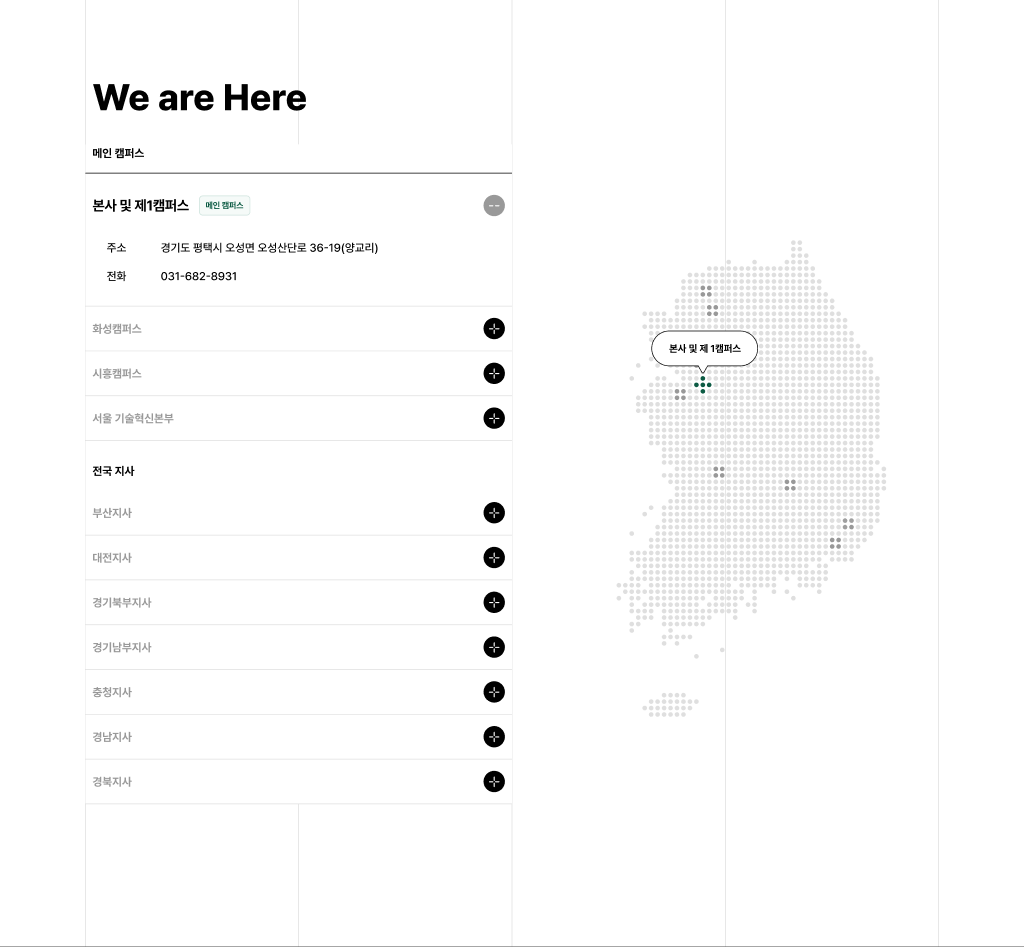 We are Here
메인 캠퍼스
본사 및 제1캠퍼스 메인 캠퍼스
주소 경기도 평택시 오성면 오성산단로 36-19(양교리)
전화 031-682-8931
화성캠퍼스
시흥캠퍼스
서울 기술혁신본부
전국 지사
부산지사
대전지사
경기북부지사
경기남부지사
충청지사
경남지사
경북지사
본사 및 제 1캠퍼스